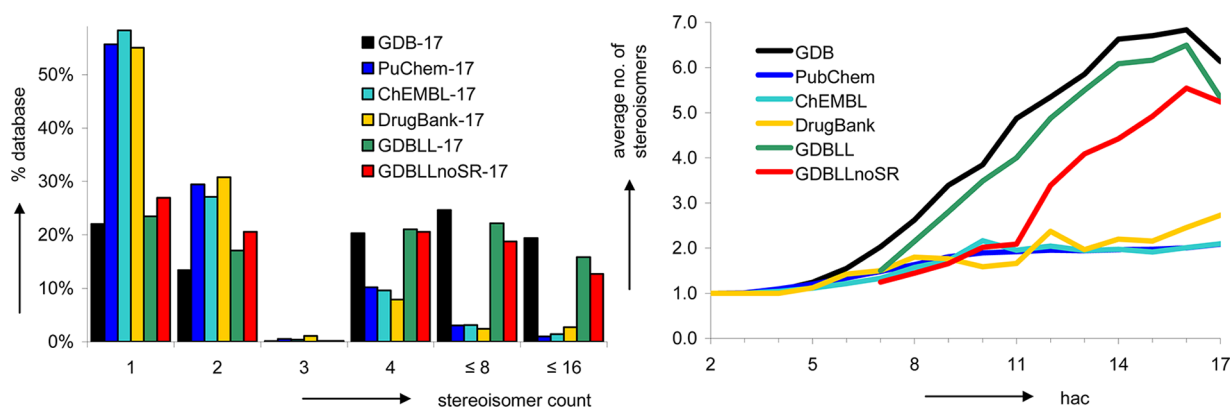 % database
50%
40%
30%
20%
10%
0%
GDB-17
PuChem-17
ChEMBL-17
DrugBank-17
GDBLL-17
GDBLLnoSR-17
1
2
3
4
≤ 8
≤ 16
stereoisomer count
average no. of
stereoisomers
7.0
6.0
5.0
4.0
3.0
2.0
1.0
0.0
GDB
PubChem
ChEMBL
DrugBank
GDBLL
GDBLLnoSR
2
5
8
11
14
17
hac